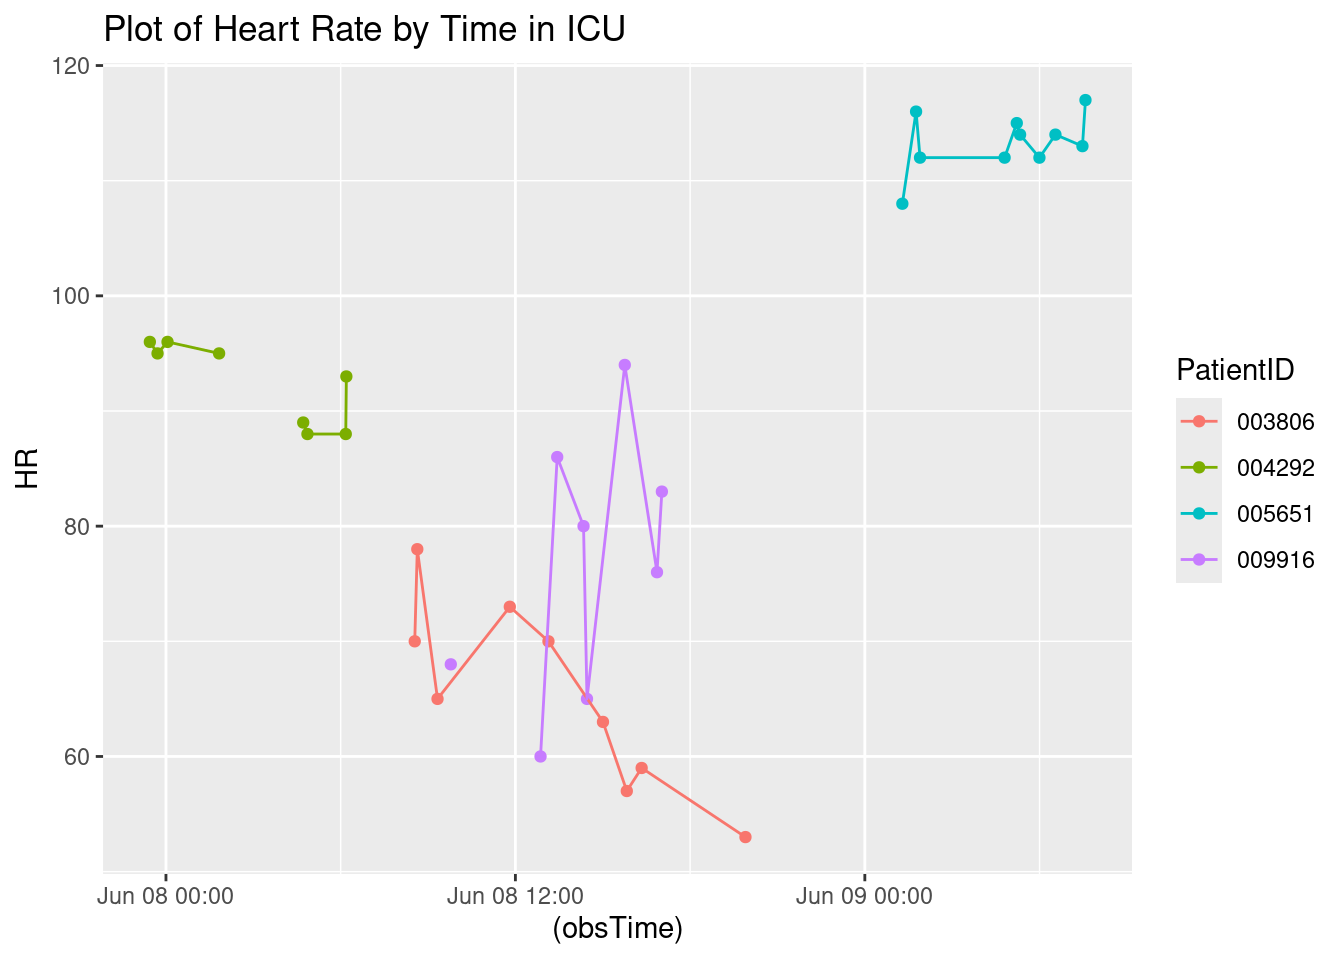 Plot of Heart Rate by Time in ICU
120
100
80
60
HR
Jun 08 00:00
Jun 08 12:00
Jun 09 00:00
(obsTime)
PatientID
003806
004292
005651
009916